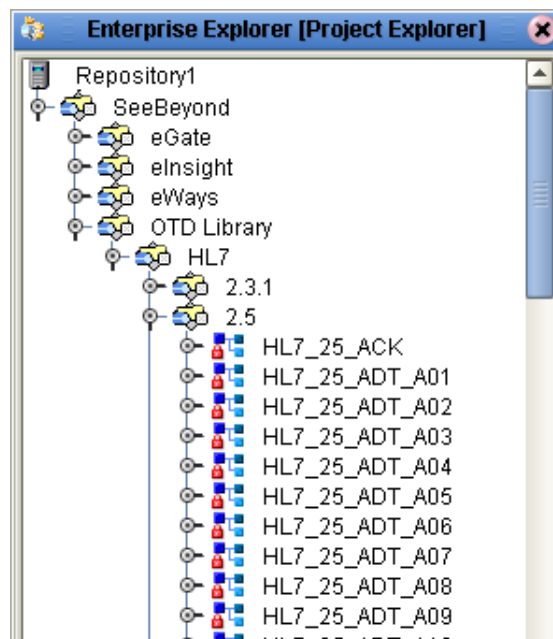 Enterprise Explorer [Project Explorer]
Repository1
SeeBeyond
eGate
eInsight
eWays
OTD Library
HL7
2.3.1
2.5
HL7_25_ACK
HL7_25_ADT_A01
HL7_25_ADT_A02
HL7_25_ADT_A03
HL7_25_ADT_A04
HL7_25_ADT_A05
HL7_25_ADT_A06
HL7_25_ADT_A07
HL7_25_ADT_A08
HL7_25_ADT_A09